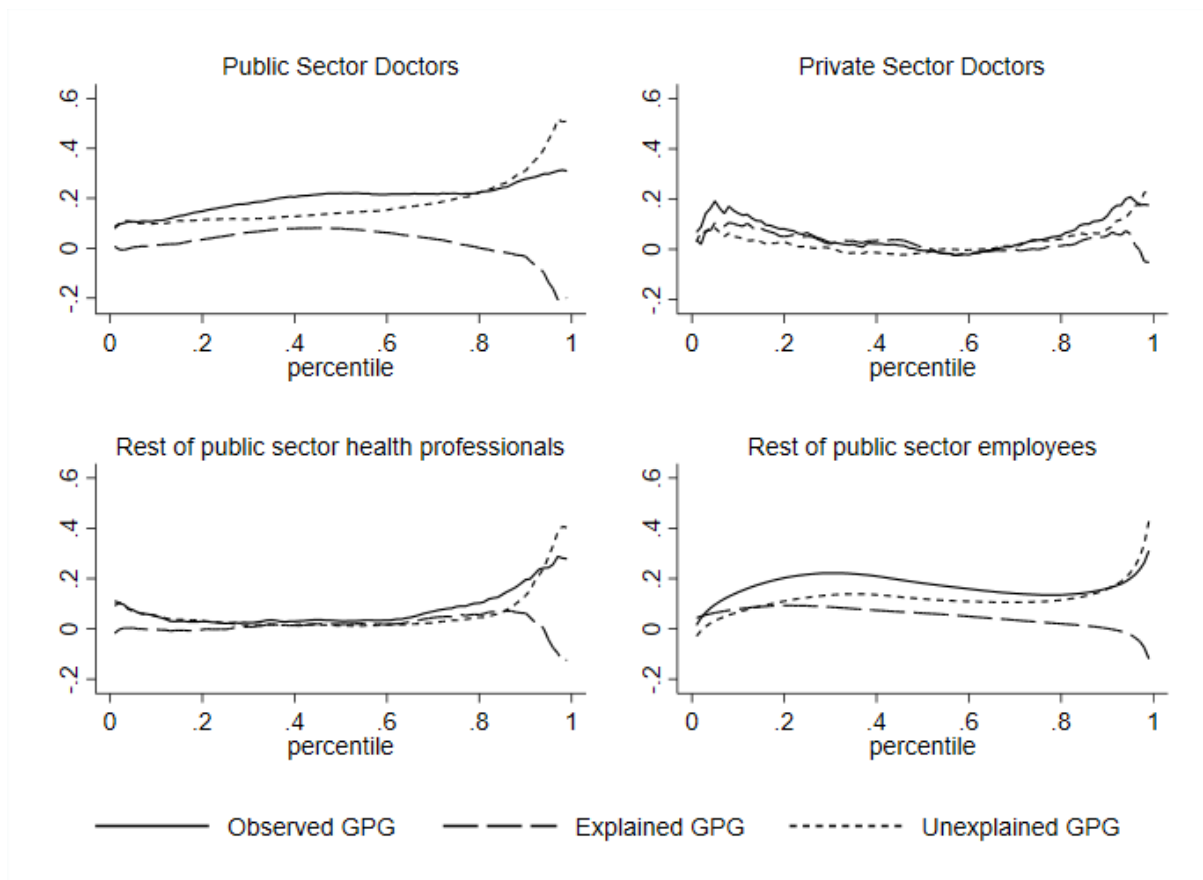 Public Sector Doctors
.6
.4
.2
0
-.2
0 .2 .4 .6 .8 1
percentile
Private Sector Doctors
.6
.4
.2
0
-.2
0 .2 .4 .6 .8 1
percentile
Rest of public sector health professionals
.6
.4
.2
0
-.2
0 .2 .4 .6 .8 1
percentile
Rest of public sector employees
.6
.4
.2
0
-.2
0 .2 .4 .6 .8 1
percentile
Observed GPG Explained GPG Unexplained GPG